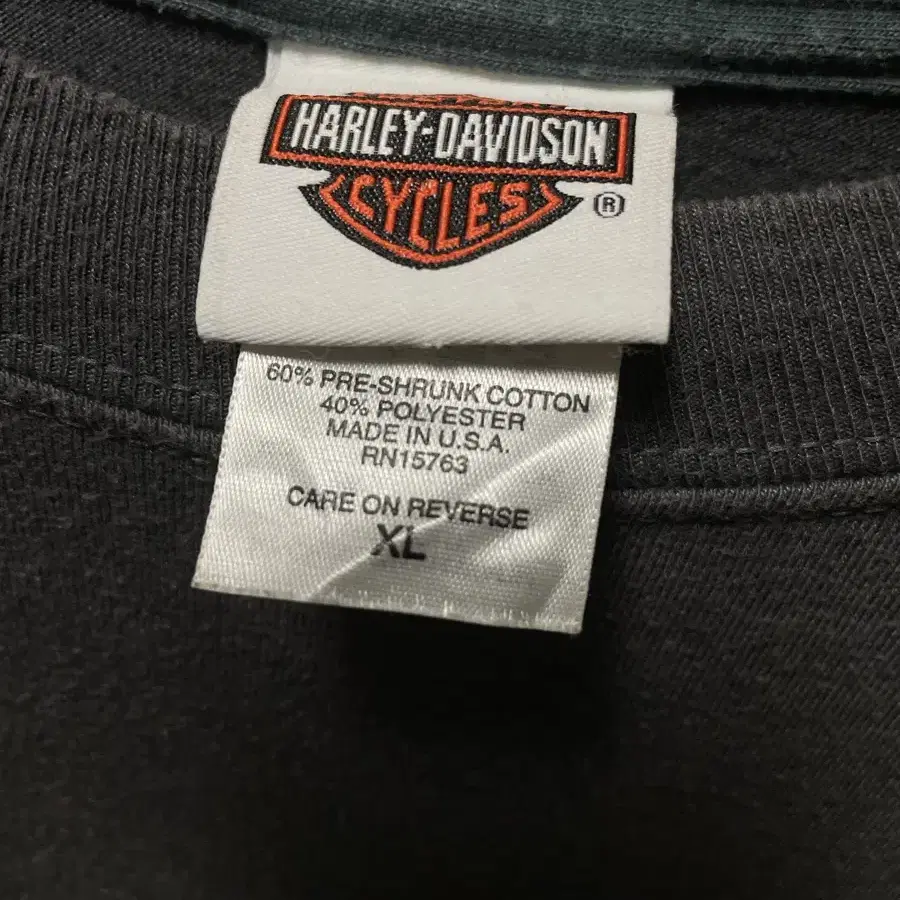 HARLEY-DAVIDSON
CYCLES ®
60% PRE-SHRUNK COTTON
40% POLYESTER
MADE IN U.S.A.
RN15763
CARE ON REVERSE
XL